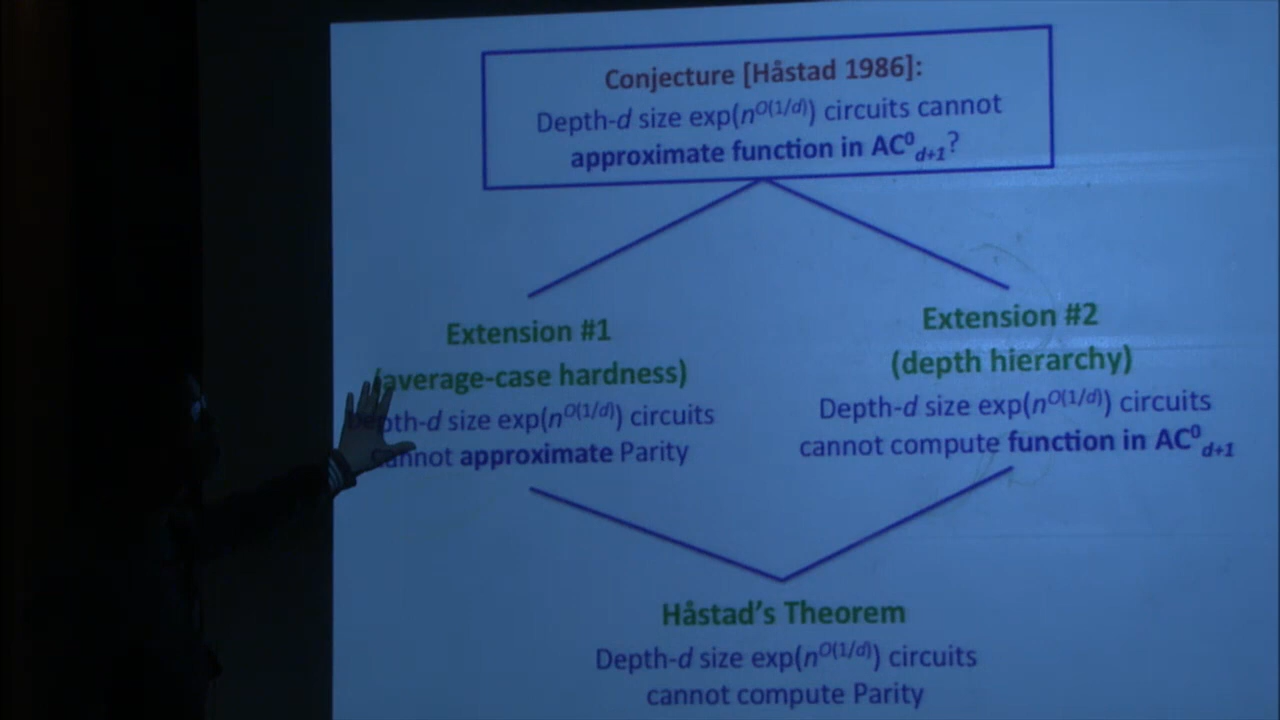 Conjecture [Håstad 1986]:
Depth-d size exp(n^O(1/d)) circuits cannot
approximate function in AC⁰_d+1?
Extension #1
(average-case hardness)
Depth-d size exp(n^O(1/d)) circuits
cannot approximate Parity
Extension #2
(depth hierarchy)
Depth-d size exp(n^O(1/d)) circuits
cannot compute function in AC⁰_d+1
Håstad's Theorem
Depth-d size exp(n^O(1/d)) circuits
cannot compute Parity